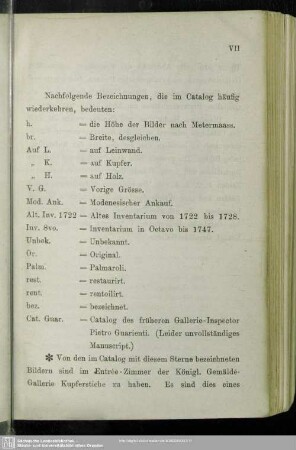 VII
Nachfolgende Bezeichnungen, die im Catalog häufig
wiederkehren, bedeuten:
h. = die Höhe der Bilder nach Metermaass.
br. = Breite, desgleichen.
Auf L. = auf Leinwand.
„ K. = auf Kupfer.
„ H. = auf Holz.
V. G. = Vorige Grösse.
Mod. Ank. = Modenesischer Ankauf.
Alt. Inv. 1722 = Altes Inventarium von 1722 bis 1728.
Inv. 8vo. = Inventarium in Octavo bis 1747.
Unbek. = Unbekannt.
Or. = Original.
Palm. = Palmaroli.
rest. = restaurirt.
rent. = rentoilirt.
bez. = bezeichnet.
Cat. Guar. = Catalog des früheren Gallerie-Inspector
Pietro Guarienti. (Leider unvollständiges
Manuscript.)
✻ Von den im Catalog mit diesem Sterne bezeichneten
Bildern sind im Entrée-Zimmer der Königl. Gemälde-
Gallerie Kupferstiche zu haben. Es sind dies eines